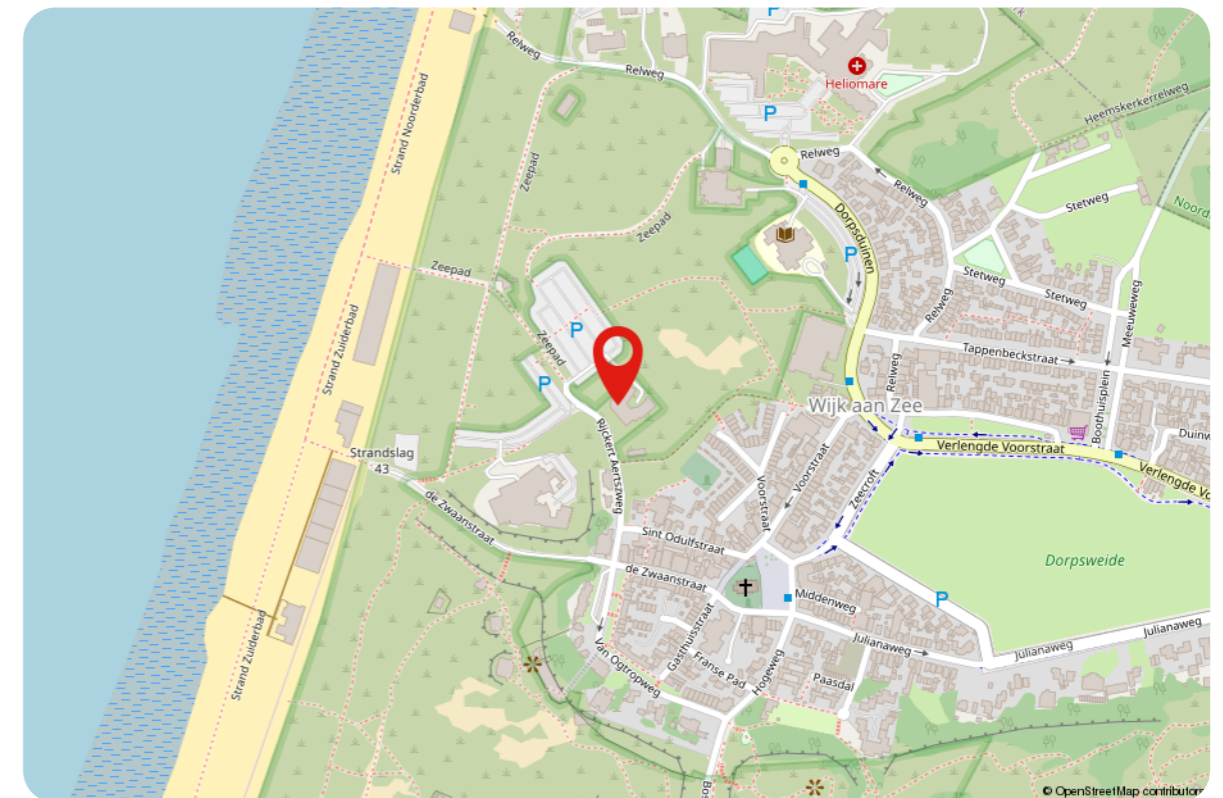 P
Relweg
Relweg
Heliomare
P
Heemskerkerrelweg
Strand Noorderbad
Relweg
Zeepad
Relweg
Stetweg
Noord
Dorpsduinen
Zeepad
P
Zeepad
Stetweg
Stetweg
Meeuweweg
Relweg
P
Zeepad
Strand Zuiderbad
Tappenbeckstraat
Relweg
P
Boothuisplein
Wijk aan Zee
Duinw
Verlengde Voorstraat
Strandslag
43
Rijckert Aertszweg
Voorstraat
Voorstraat
Zeecroft
Verlengde Vo
de Zwaanstraat
Sint Odulfstraat
Dorpsweide
de Zwaanstraat
Middenweg
P
Strand Zuiderbad
Gasthuisstraat
Julianaweg
Julianaweg
Julianaweg
Van Ogtropweg
Franse Pad
Hogeweg
Paasdal
Bos
© OpenStreetMap contributors